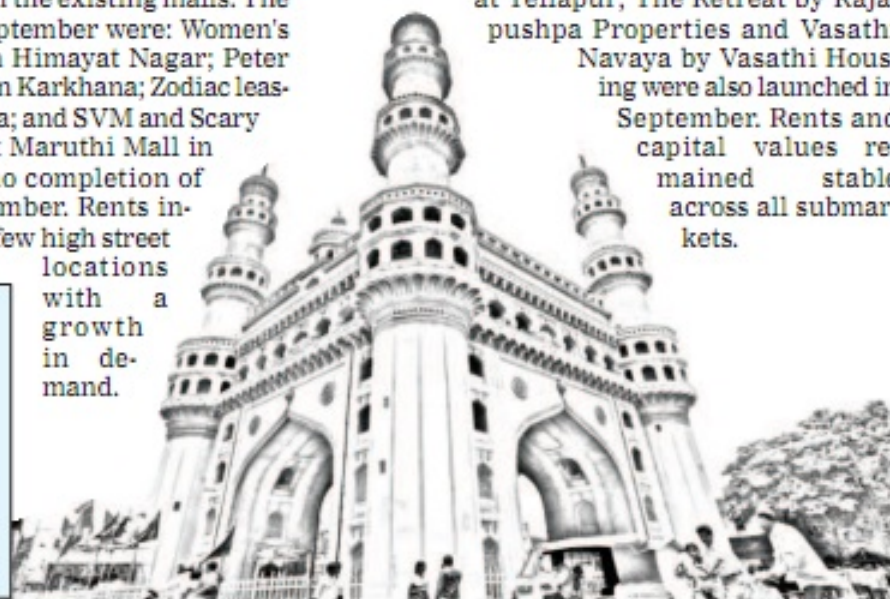 the existing malls. The
ptember were: Women's
Himayat Nagar; Peter
Karkhana; Zodiac leas-
a; and SVM and Scary
Maruthi Mall in
o completion of
mber. Rents in-
few high street
locations
with a
growth
in de-
mand.
at Tellapur; The Retreat by Raja
pushpa Properties and Vasath
Navaya by Vasathi Hous
ing were also launched in
September. Rents and
capital values re
mained stable
across all submar
kets.